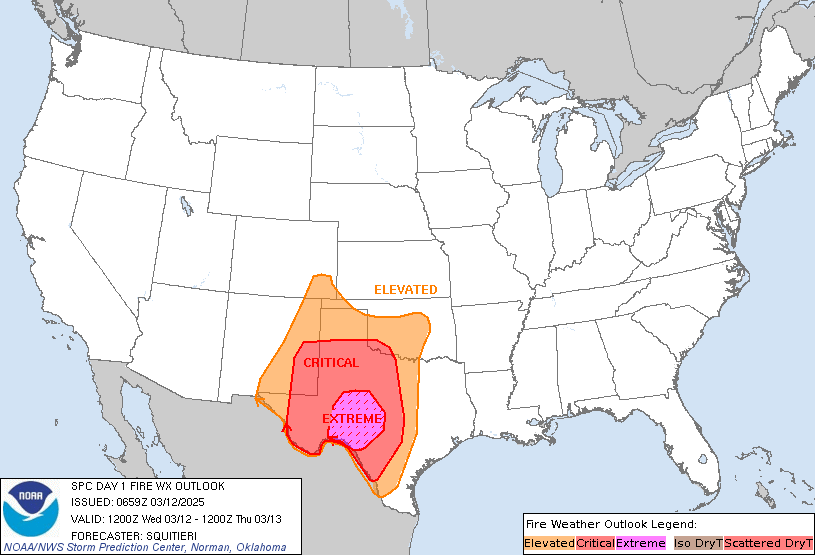 ELEVATED
CRITICAL
EXTREME
SPC DAY 1 FIRE WX OUTLOOK
ISSUED: 0659Z 03/12/2025
VALID: 1200Z Wed 03/12 - 1200Z Thu 03/13
FORECASTER: SQUITIERI
NOAA/NWS Storm Prediction Center, Norman, Oklahoma
NOAA
Fire Weather Outlook Legend:
Elevated Critical Extreme Iso DryT Scattered DryT